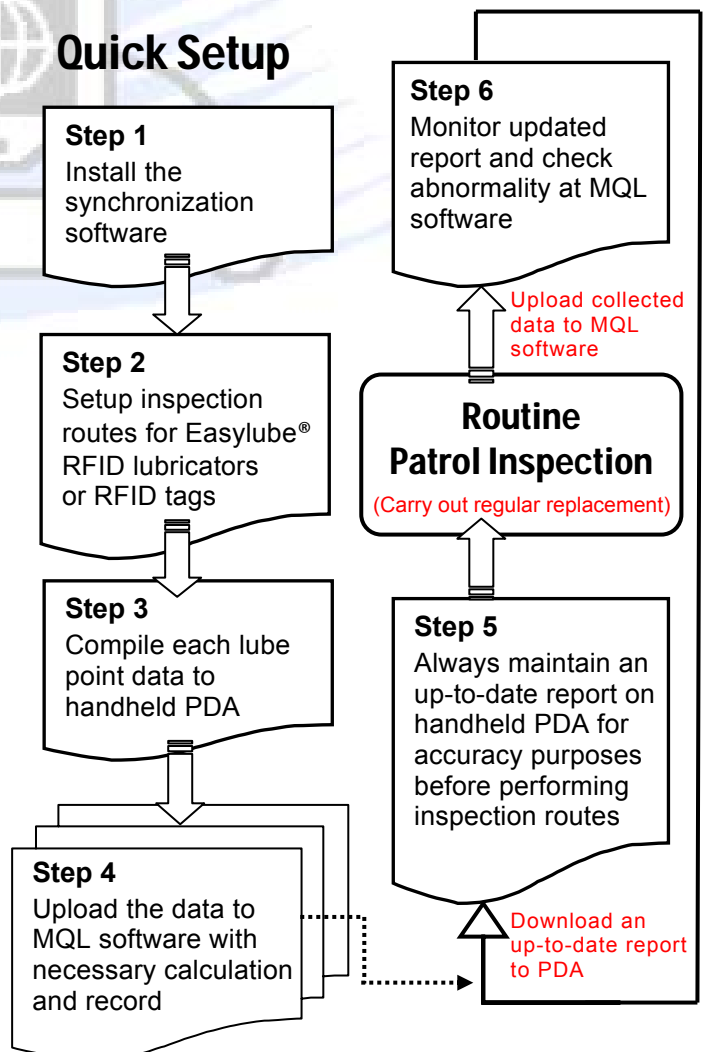 Quick Setup
Step 1
Install the
synchronization
software
Step 2
Setup inspection
routes for Easylube®
RFID lubricators
or RFID tags
Step 3
Compile each lube
point data to
handheld PDA
Step 4
Upload the data to
MQL software with
necessary calculation
and record
Download an
up-to-date report
to PDA
Step 5
Always maintain an
up-to-date report on
handheld PDA for
accuracy purposes
before performing
inspection routes
Routine
Patrol Inspection
(Carry out regular replacement)
Upload collected
data to MQL
software
Step 6
Monitor updated
report and check
abnormality at MQL
software